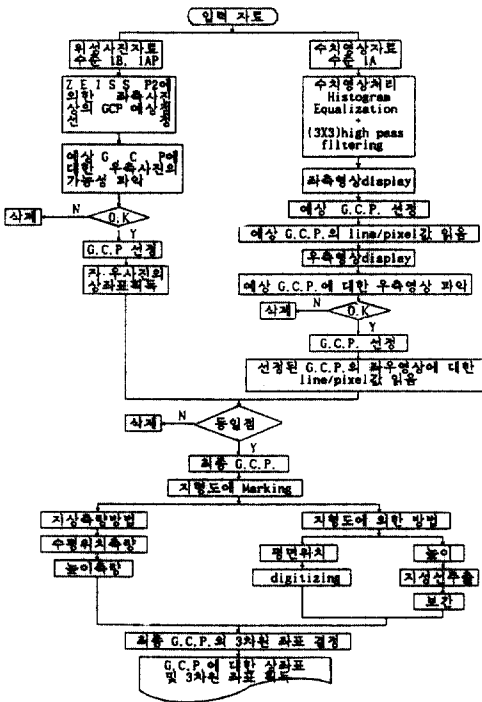 입력 자료
위성사진자료
수준 1B, 1AP
수치영상자료
수준 1A
Z E I S S P2에
의한 좌측사진
상의 GCP 예상점
선정
수치영상처리
Histogram
Equalization
+
(3X3)high pass
filtering
예상 G C P에
대한 우측사진의
가능성 파악
좌측영상display
예상 G.C.P. 선정
삭제
N
O.K
Y
예상 G.C.P.의 line/pixel값 읽음
우측영상display
G.C.P 선정
좌·우사진의
상좌표획득
예상 G.C.P.에 대한 우측영상 파악
삭제
N
O.K
Y
G.C.P. 선정
선정된 G.C.P.의 좌우영상에 대한
line/pixel값 읽음
삭제
N
동일점
Y
최종 G.C.P.
지형도에 Marking
지상측량방법
수평위치측량
높이측량
지형도에 의한 방법
평면위치
digitizing
높이
지성선추출
보간
최종 G.C.P.의 3차원 좌표 결정
G.C.P.에 대한 상좌표
및 3차원 좌표 획득